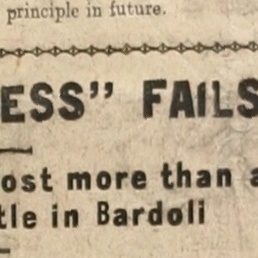 principle in future.
ESS” FAILS
ost more than a
tle in Bardoli